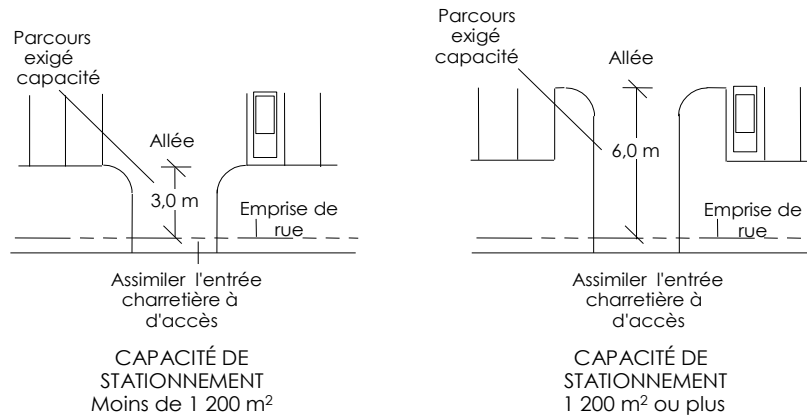 Parcours
exigé
capacité
Allée
3,0 m
Emprise de
rue
Assimiler l'entrée
charretière à
d'accès
CAPACITÉ DE
STATIONNEMENT
Moins de 1 200 m²
Parcours
exigé
capacité
Allée
6,0 m
Emprise de
rue
Assimiler l'entrée
charretière à
d'accès
CAPACITÉ DE
STATIONNEMENT
1 200 m² ou plus